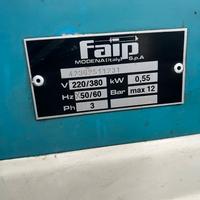 faip
MODENA (Italy) S.p.A
V 220/380 kW 0,55
Hz 50/60 Bar max 12
Ph 3